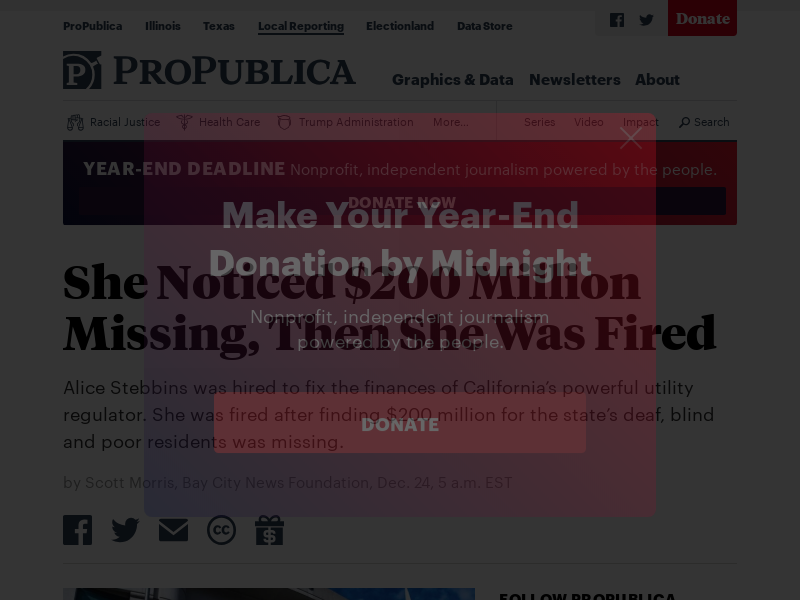 ProPublica Illinois Texas Local Reporting Electionland Data Store
Donate
PROPUBLICA
Graphics & Data Newsletters About
Racial Justice Health Care Trump Administration More... Series Video Impact Search
YEAR-END DEADLINE Nonprofit, independent journalism powered by the people.
DONATE NOW
Make Your Year-End
Donation by Midnight
Nonprofit, independent journalism
powered by the people.
DONATE
She Noticed $200 Million
Missing, Then She Was Fired
Alice Stebbins was hired to fix the finances of California's powerful utility
regulator. She was fired after finding $200 million for the state's deaf, blind
and poor residents was missing.
by Scott Morris, Bay City News Foundation, Dec. 24, 5 a.m. EST
FOLLOW PROPUBLICA